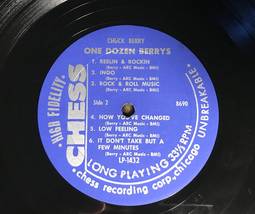 CHUCK BERRY
ONE DOZEN BERRYS
1. REELIN & ROCKIN
(Berry - ARC Music - BMI)
2. INDO
(Berry - ARC Music - BMI)
3. ROCK & ROLL MUSIC
(Berry - ARC Music - BMI)
Side 2
8690
4. HOW YOU'VE CHANGED
(Berry - ARC Music - BMI)
5. LOW FEELING
(Berry - ARC Music - BMI)
6. IT DON'T TAKE BUT A
FEW MINUTES
(Berry - ARC Music - BMI)
LP-1432
HIGH FIDELITY
CHESS
LONG PLAYING 33⅓ RPM
UNBREAKABLE
chess recording corp. chicago